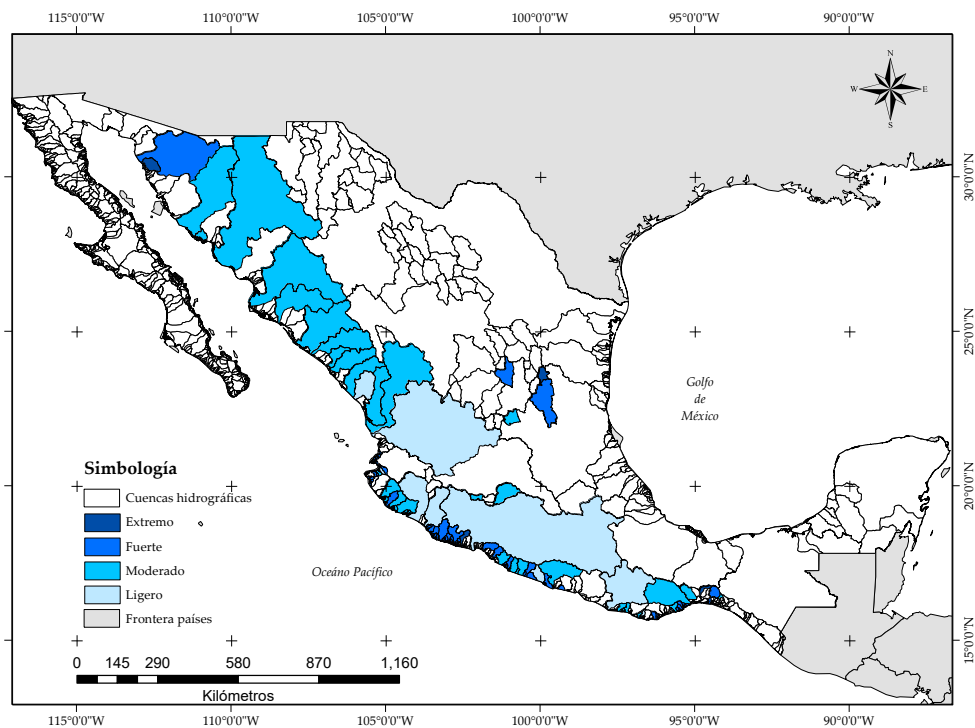 115°0'0"W 110°0'0"W 105°0'0"W 100°0'0"W 95°0'0"W 90°0'0"W
N
W E
S
30°0'0"N
25°0'0"N
20°0'0"N
15°0'0"N
Golfo
de
México
Oceáno Pacífico
Simbología
Cuencas hidrográficas
Extremo
Fuerte
Moderado
Ligero
Frontera países
0 145 290 580 870 1,160
Kilómetros
115°0'0"W 110°0'0"W 105°0'0"W 100°0'0"W 95°0'0"W 90°0'0"W